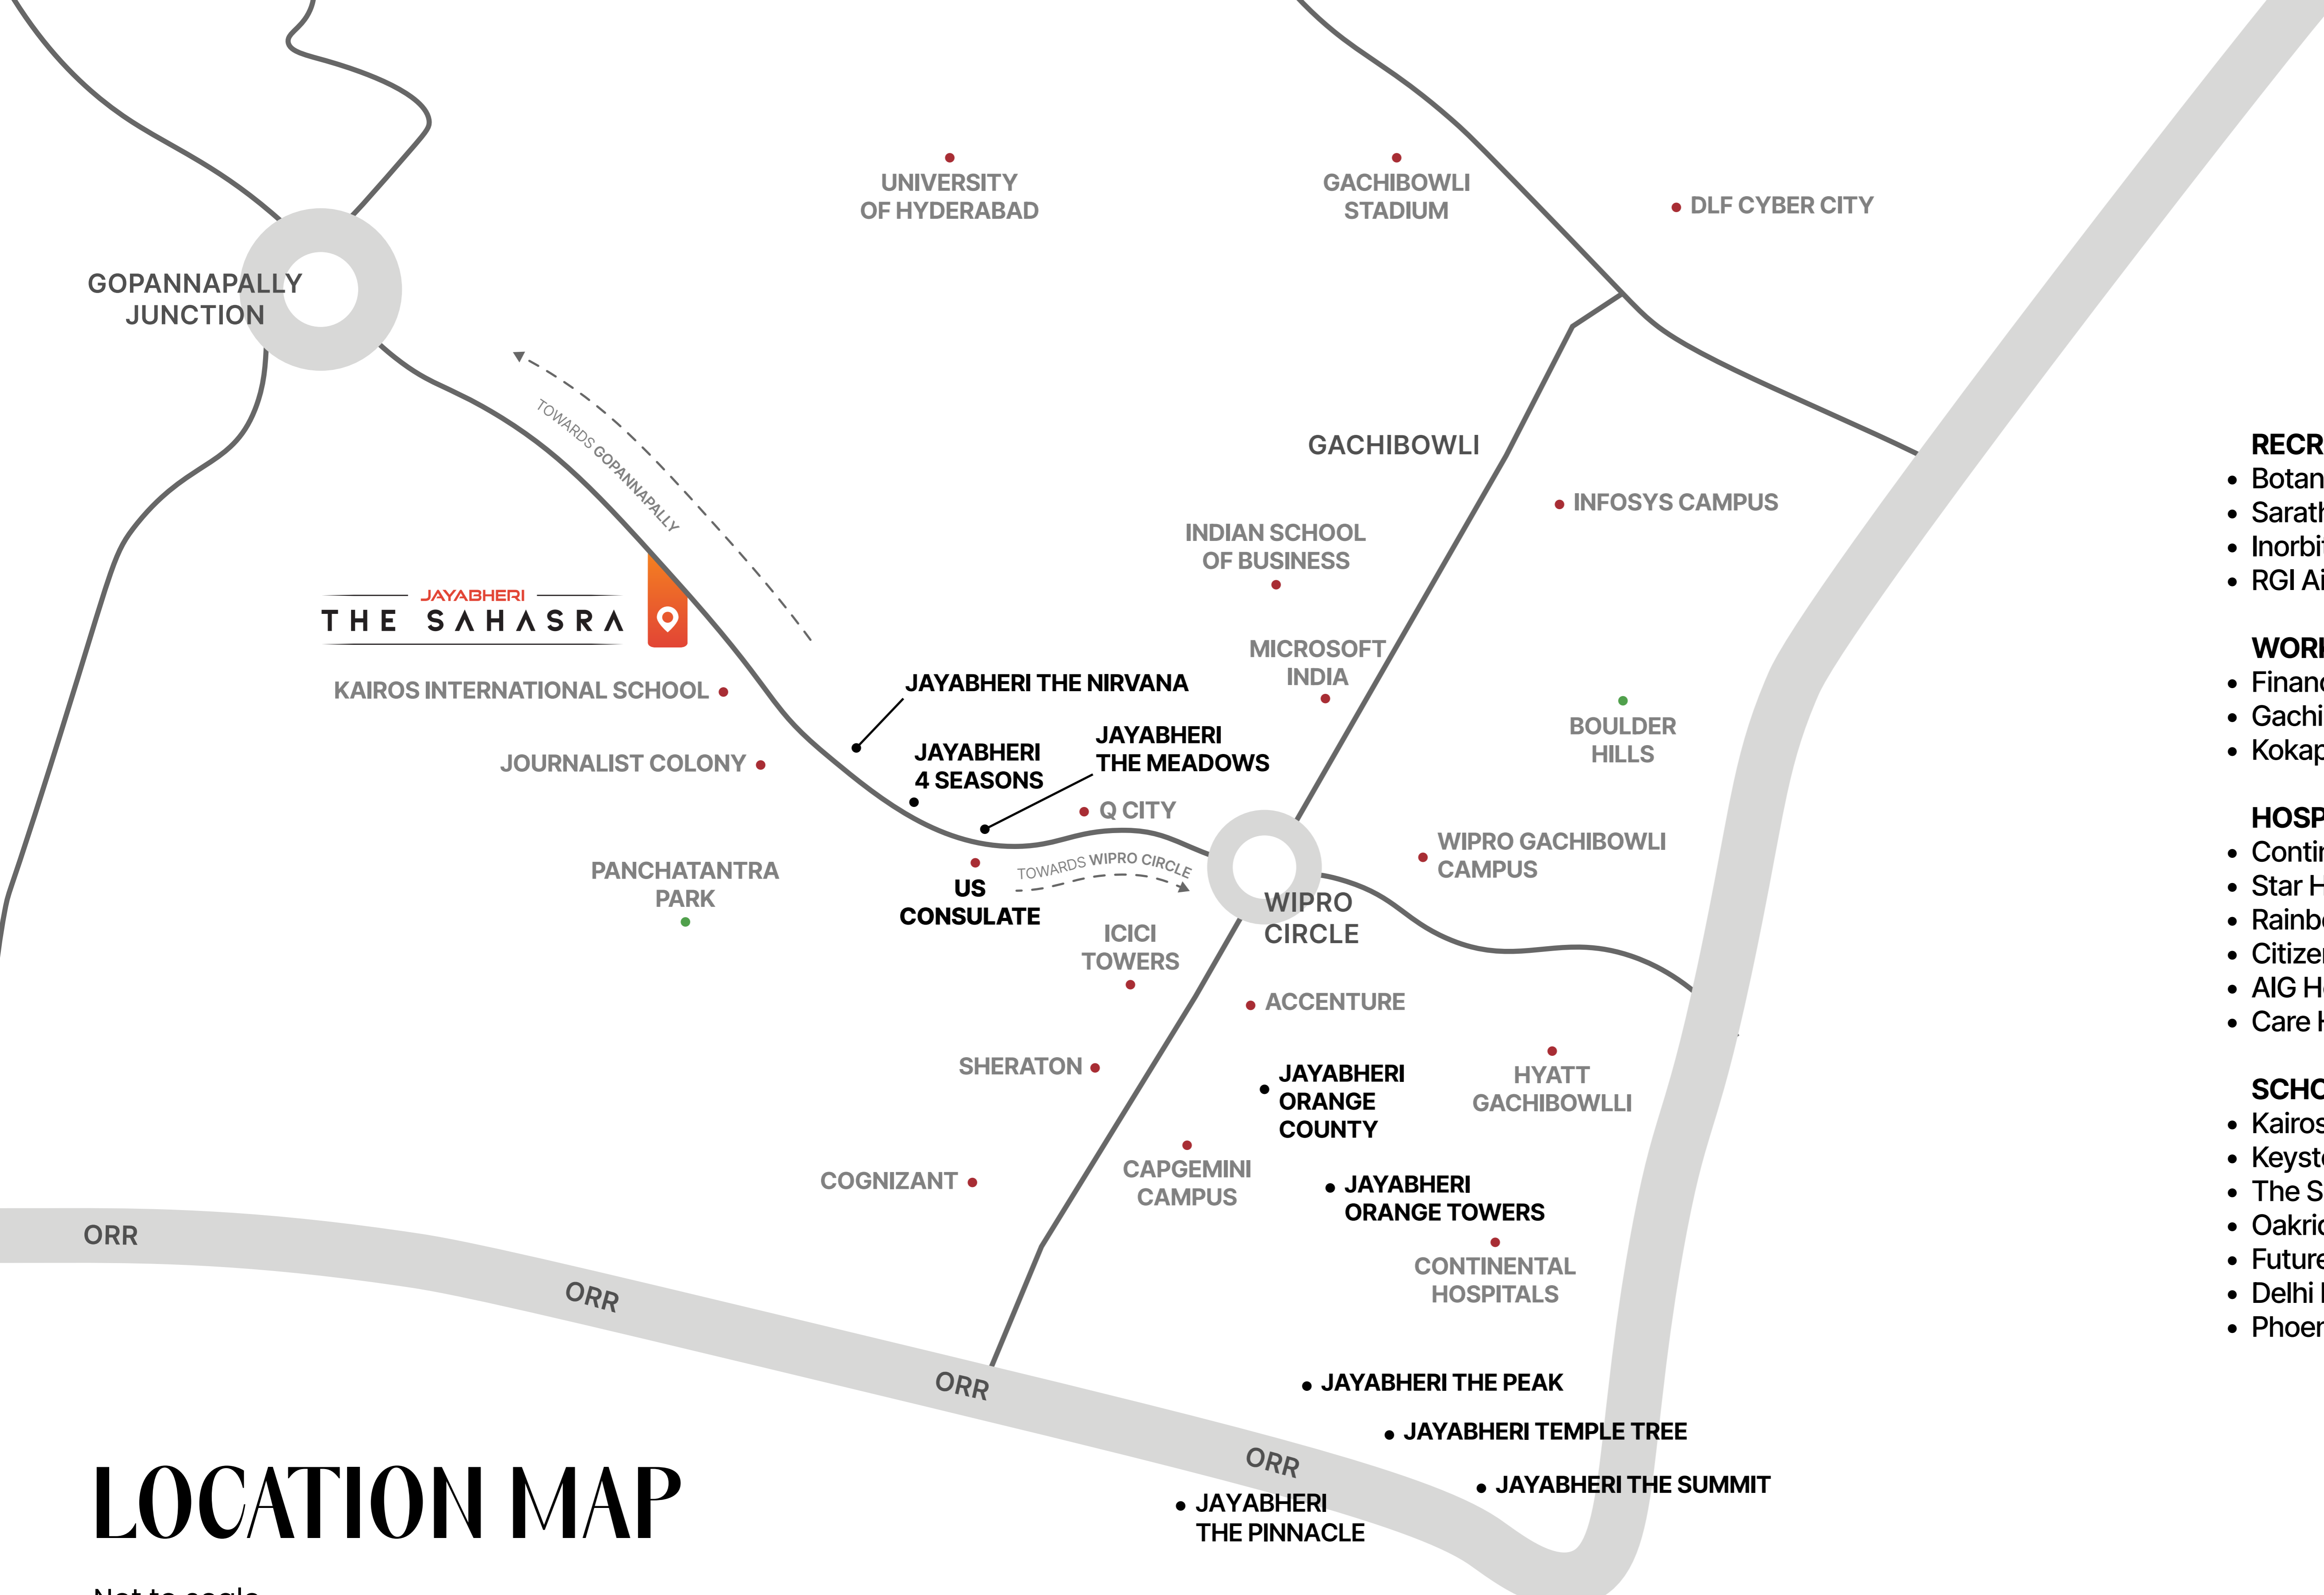 UNIVERSITY
OF HYDERABAD
GACHIBOWLI
STADIUM
DLF CYBER CITY
GOPANNAPALLY
JUNCTION
TOWARDS GOPANNAPALLY
GACHIBOWLI
INFOSYS CAMPUS
INDIAN SCHOOL
OF BUSINESS
JAYABHERI
THE SAHASRA
KAIROS INTERNATIONAL SCHOOL
JAYABHERI THE NIRVANA
MICROSOFT
INDIA
BOULDER
HILLS
JOURNALIST COLONY
JAYABHERI
4 SEASONS
JAYABHERI
THE MEADOWS
Q CITY
WIPRO GACHIBOWLI
CAMPUS
PANCHATANTRA
PARK
US
CONSULATE
TOWARDS WIPRO CIRCLE
WIPRO
CIRCLE
ICICI
TOWERS
ACCENTURE
SHERATON
JAYABHERI
ORANGE
COUNTY
HYATT
GACHIBOWLLI
COGNIZANT
CAPGEMINI
CAMPUS
JAYABHERI
ORANGE TOWERS
CONTINENTAL
HOSPITALS
ORR
ORR
ORR
ORR
JAYABHERI THE PEAK
JAYABHERI TEMPLE TREE
JAYABHERI THE SUMMIT
JAYABHERI
THE PINNACLE
LOCATION MAP
Not to scale
The S